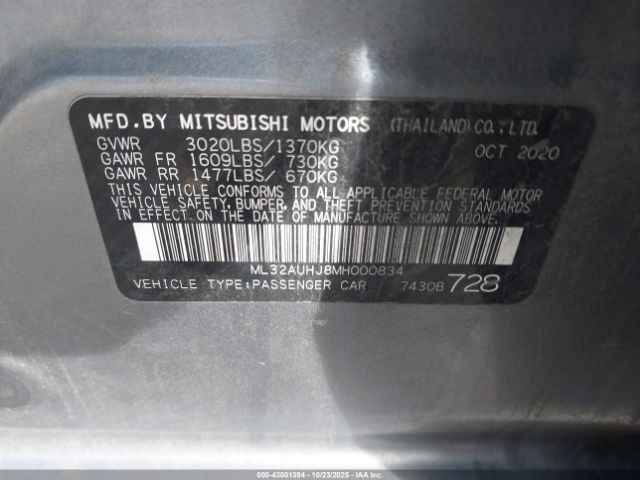 MFD.BY MITSUBISHI MOTORS (THAILAND) CO.,LTD.
GVWR 3020LBS/1370KG OCT 2020
GAWR FR 1609LBS/ 730KG
GAWR RR 1477LBS/ 670KG
THIS VEHICLE CONFORMS TO ALL APPLICABLE FEDERAL MOTOR
VEHICLE SAFETY, BUMPER, AND THEFT PREVENTION STANDARDS
IN EFFECT ON THE DATE OF MANUFACTURE SHOWN ABOVE.
ML32AUHJ8MH000834
VEHICLE TYPE:PASSENGER CAR 7430B 728
000-43501394 | 10/23/2025 | IAAI.COM